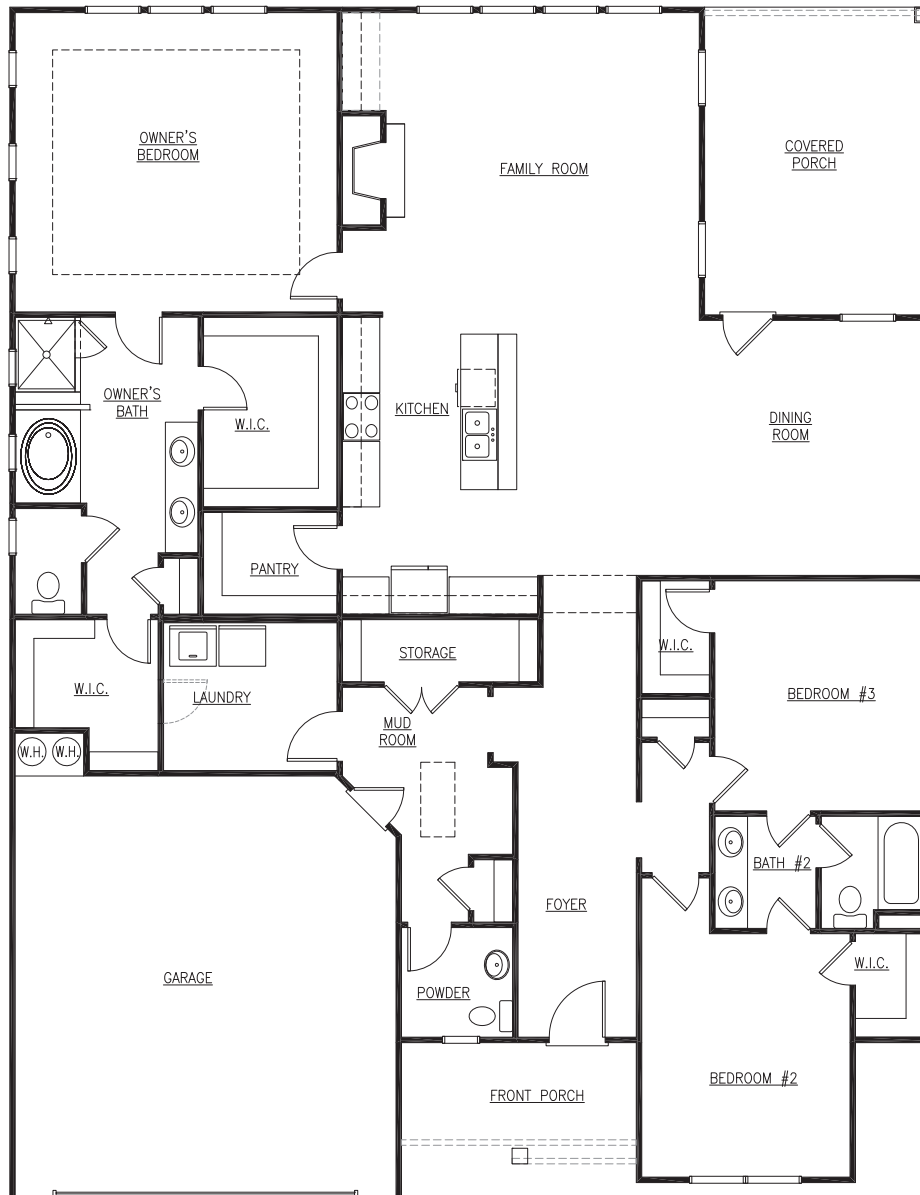 OWNER'S
BEDROOM
FAMILY ROOM
COVERED
PORCH
OWNER'S
BATH
W.I.C.
KITCHEN
DINING
ROOM
PANTRY
STORAGE
W.I.C.
BEDROOM #3
W.I.C.
LAUNDRY
MUD
ROOM
W.H.
W.H.
BATH #2
FOYER
W.I.C.
GARAGE
POWDER
BEDROOM #2
FRONT PORCH